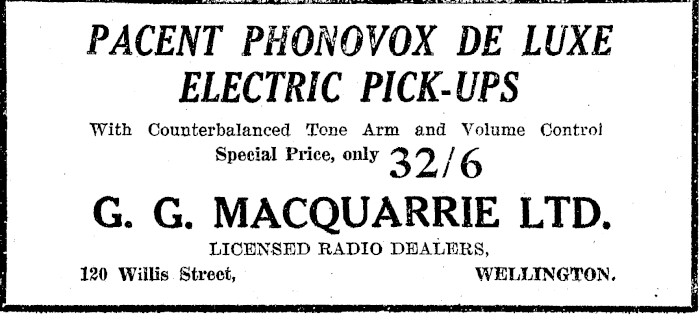 PACENT PHONOVOX DE LUXE
ELECTRIC PICK-UPS
With Counterbalanced Tone Arm and Volume Control
Special Price, only 32/6
G. G. MACQUARRIE LTD.
LICENSED RADIO DEALERS,
120 Willis Street, WELLINGTON.